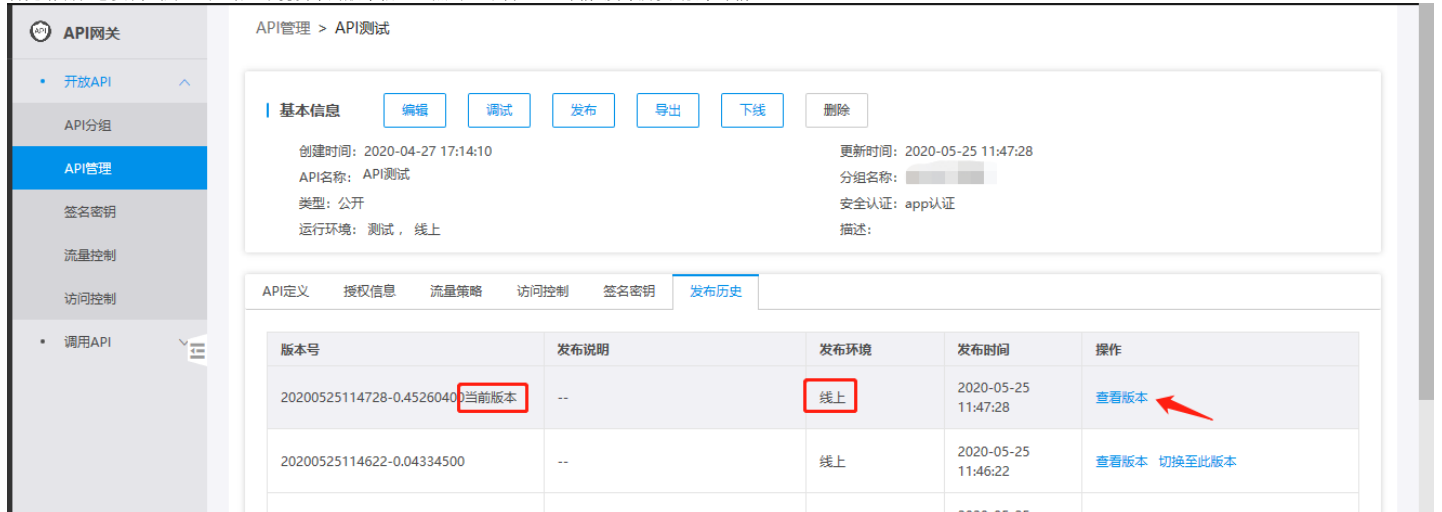 API网关
开放API
API分组
API管理
签名密钥
流量控制
访问控制
调用API
API管理 > API测试
基本信息 编辑 调试 发布 导出 下线 删除
创建时间: 2020-04-27 17:14:10 更新时间: 2020-05-25 11:47:28
API名称: API测试 分组名称:
类型: 公开 安全认证: app认证
运行环境: 测试 , 线上 描述:
API定义 授权信息 流量策略 访问控制 签名密钥 发布历史
版本号 发布说明 发布环境 发布时间 操作
20200525114728-0.45260400当前版本 -- 线上 2020-05-25 11:47:28 查看版本
20200525114622-0.04334500 -- 线上 2020-05-25 11:46:22 查看版本 切换至此版本